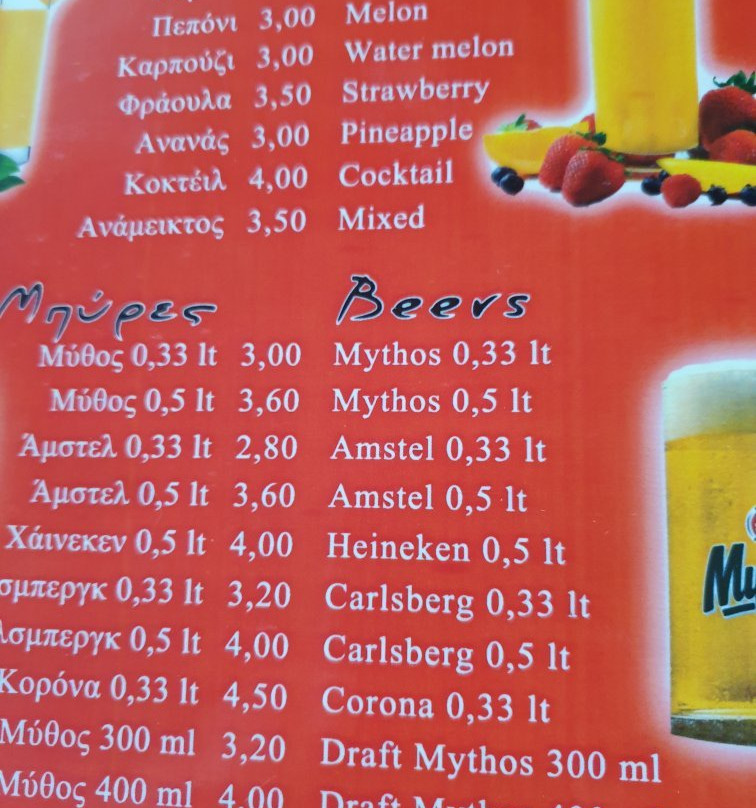 Πεπόνι 3,00 Melon
Καρπούζι 3,00 Water melon
Φράουλα 3,50 Strawberry
Ανανάς 3,00 Pineapple
Κοκτέιλ 4,00 Cocktail
Ανάμεικτος 3,50 Mixed
Μπύρες Beers
Μύθος 0,33 lt 3,00 Mythos 0,33 lt
Μύθος 0,5 lt 3,60 Mythos 0,5 lt
Άμστελ 0,33 lt 2,80 Amstel 0,33 lt
Άμστελ 0,5 lt 3,60 Amstel 0,5 lt
Χάινεκεν 0,5 lt 4,00 Heineken 0,5 lt
σμπεργκ 0,33 lt 3,20 Carlsberg 0,33 lt
λσμπεργκ 0,5 lt 4,00 Carlsberg 0,5 lt
Κορόνα 0,33 lt 4,50 Corona 0,33 lt
Μύθος 300 ml 3,20 Draft Mythos 300 ml
Μύθος 400 ml 4,00 Draft